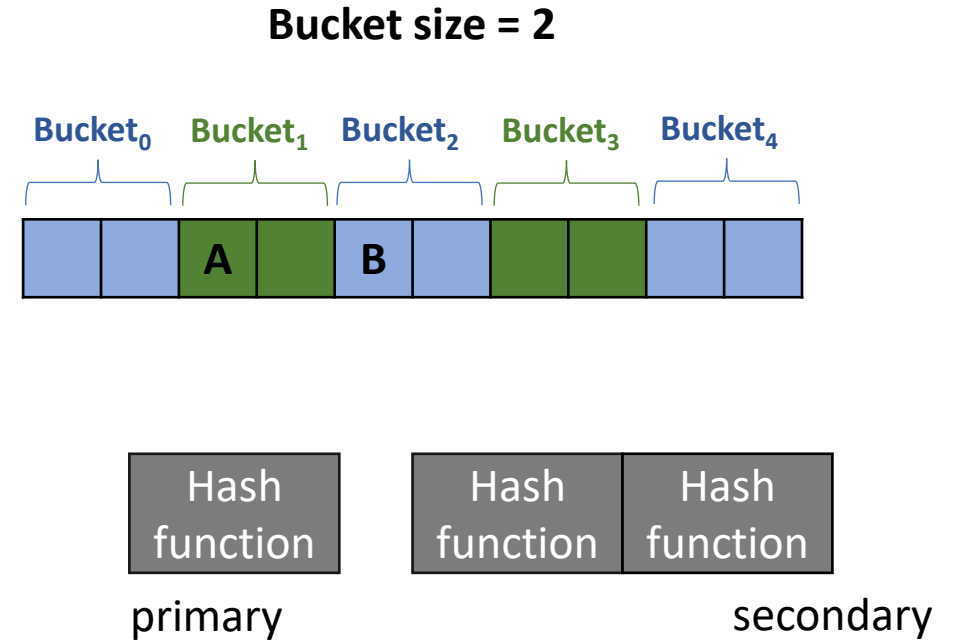 Bucket size = 2
Bucket₀ Bucket₁ Bucket₂ Bucket₃ Bucket₄
A B
Hash function
Hash function
Hash function
primary
secondary